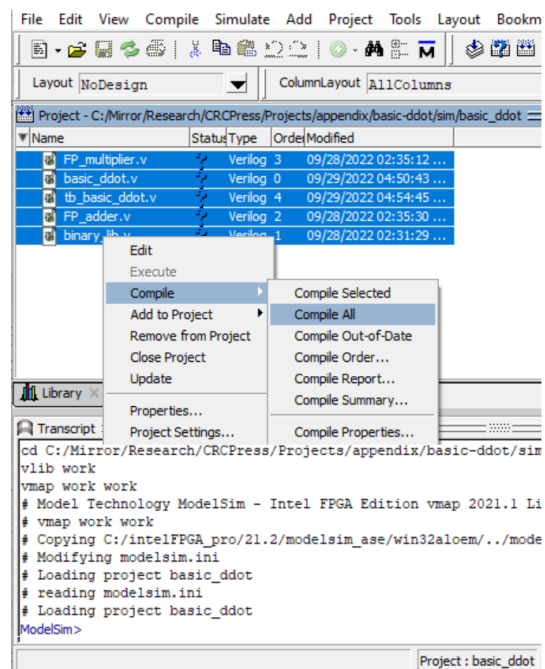 File Edit View Compile Simulate Add Project Tools Layout Bookm
Layout NoDesign ColumnLayout AllColumns
Project - C:/Mirror/Research/CRCPress/Projects/appendix/basic-ddot/sim/basic_ddot
Name Status Type Order Modified
FP_multiplier.v Verilog 3 09/28/2022 02:35:12 ...
basic_ddot.v Verilog 0 09/29/2022 04:50:43 ...
tb_basic_ddot.v Verilog 4 09/29/2022 04:54:45 ...
FP_adder.v Verilog 2 09/28/2022 02:35:30 ...
binary_lib.v Verilog 1 09/28/2022 02:31:29 ...
Edit
Execute
Compile
Add to Project
Remove from Project
Close Project
Update
Properties...
Project Settings...
Compile Selected
Compile All
Compile Out-of-Date
Compile Order...
Compile Report...
Compile Summary...
Compile Properties...
Library
Transcript
cd C:/Mirror/Research/CRCPress/Projects/appendix/basic-ddot/sim
vlib work
vmap work work
# Model Technology ModelSim - Intel FPGA Edition vmap 2021.1 Li
# vmap work work
# Copying C:/intelFPGA_pro/21.2/modelsim_ase/win32aloem/../mode
# Modifying modelsim.ini
# Loading project basic_ddot
# reading modelsim.ini
# Loading project basic_ddot
ModelSim>
Project : basic_ddot